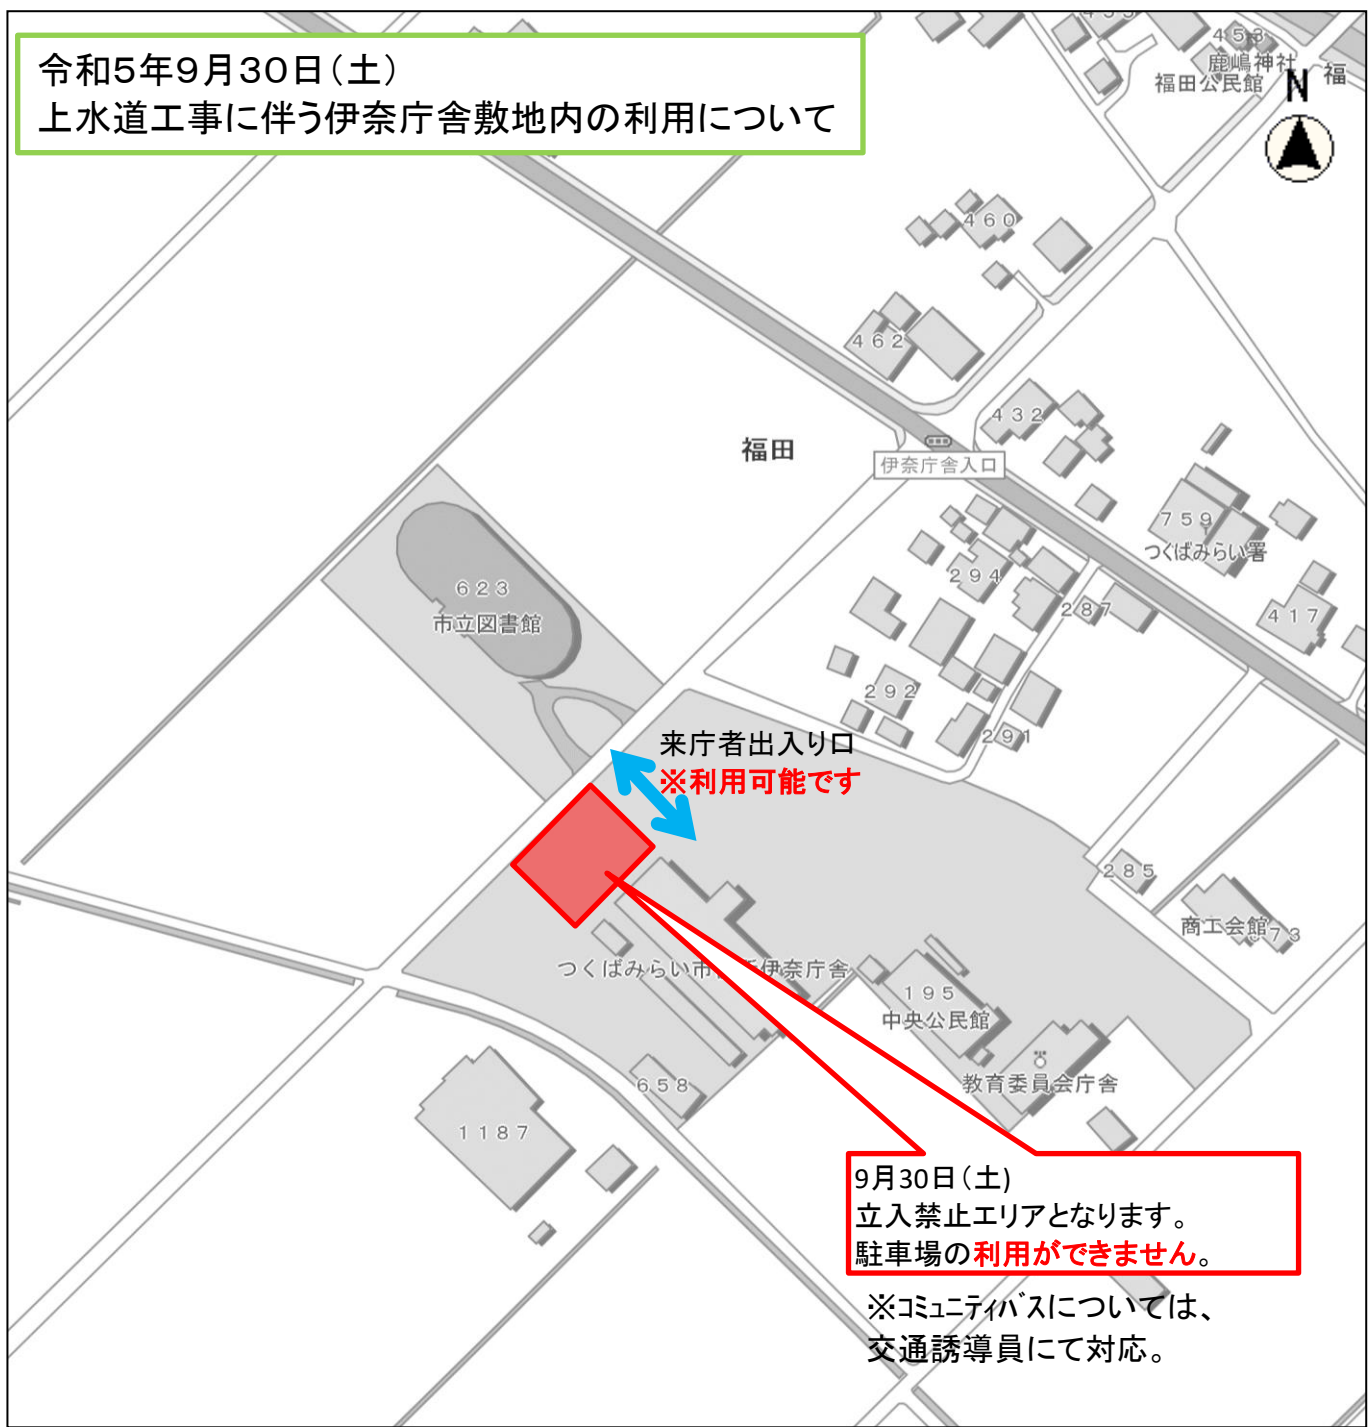 令和5年9月30日(土)
上水道工事に伴う伊奈庁舎敷地内の利用について
453
鹿嶋神社
福田公民館
福
N
460
462
432
福田
伊奈庁舎入口
759
つくばみらい署
294
287
417
623
市立図書館
292
291
来庁者出入り口
※利用可能です
285
商工会館
73
つくばみらい市
伊奈庁舎
195
中央公民館
教育委員会庁舎
658
1187
9月30日(土)
立入禁止エリアとなります。
駐車場の利用ができません。
※コミュニティバスについては、
交通誘導員にて対応。